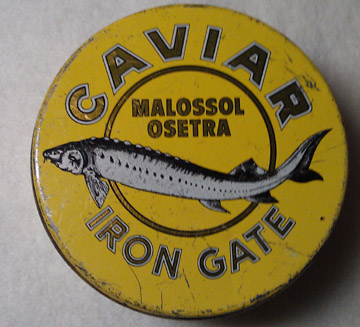 CAVIAR
MALOSSOL
OSETRA
IRON GATE